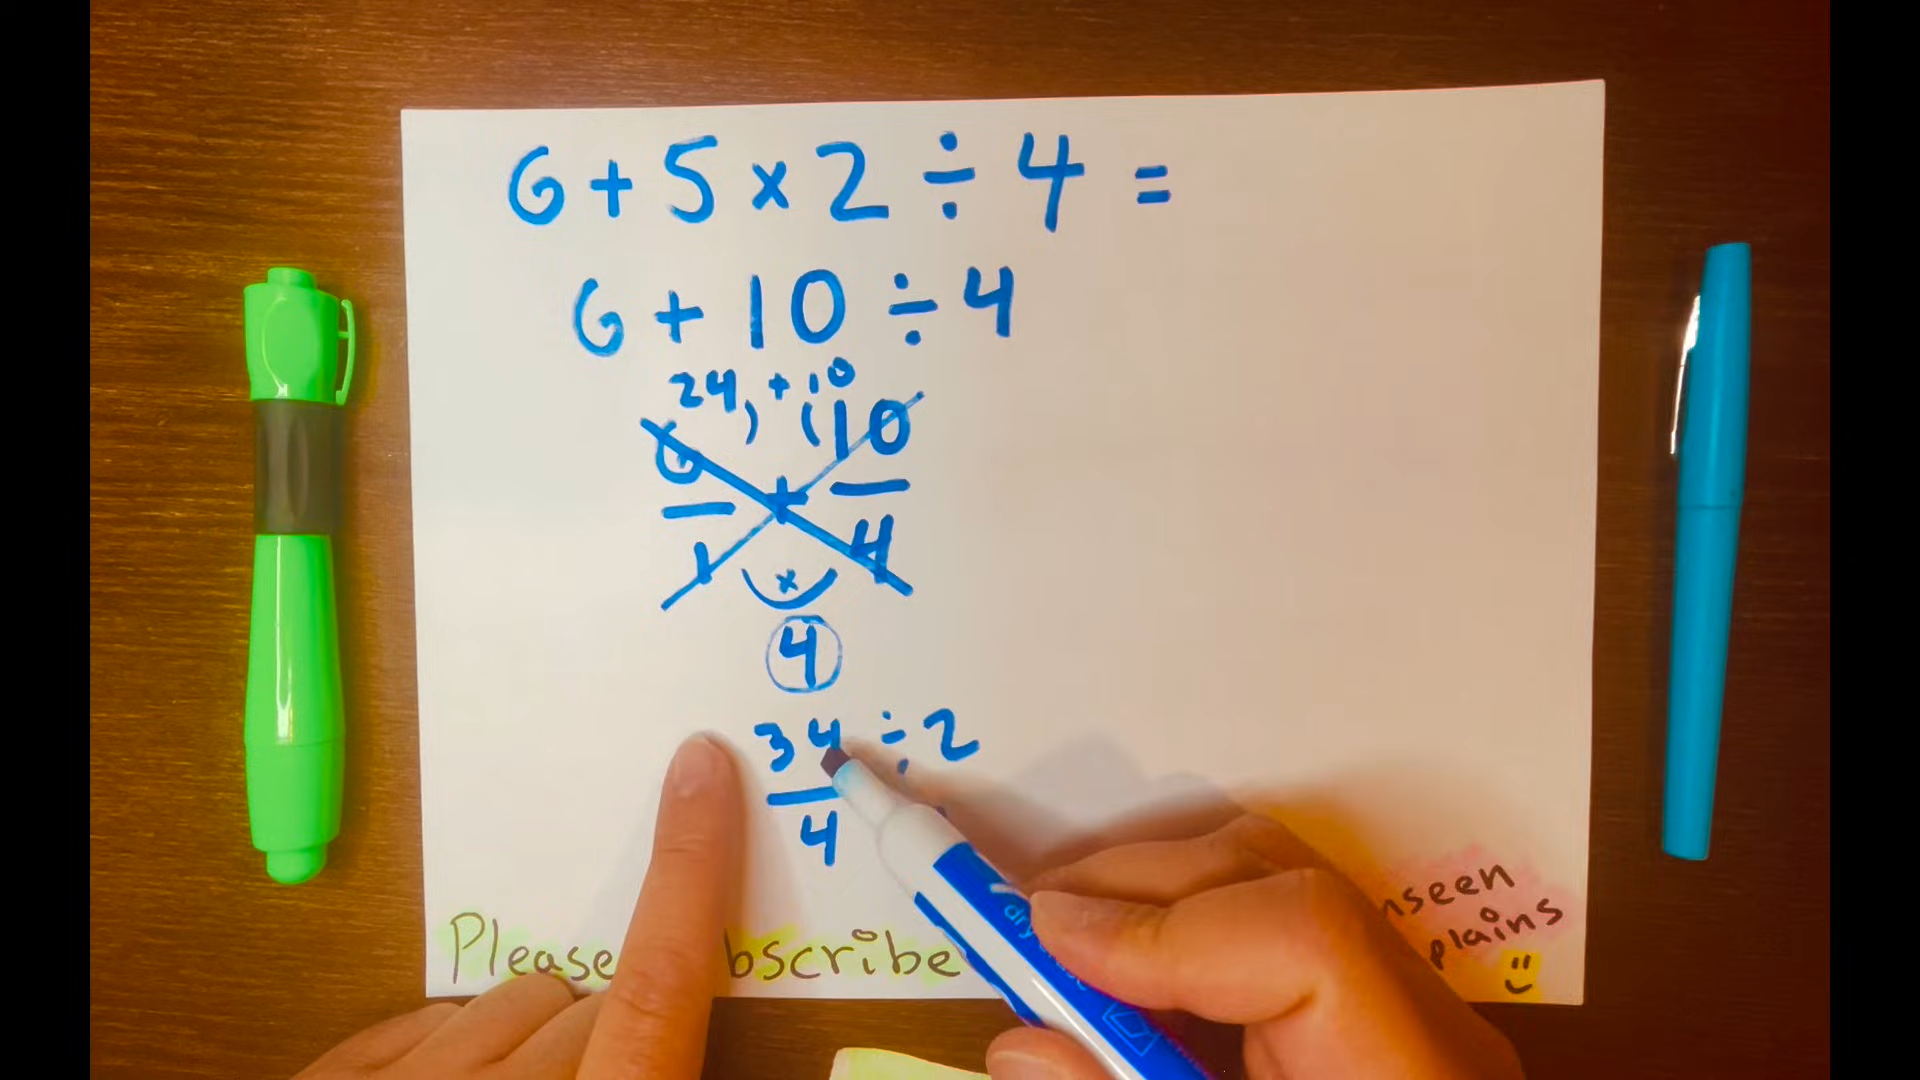 6 + 5 × 2 ÷ 4 =
6 + 10 ÷ 4
24, + 10
6 ) ( 10
+
1 4
×
4
34 ÷ 2
4
Please bscribe
nseen
plains